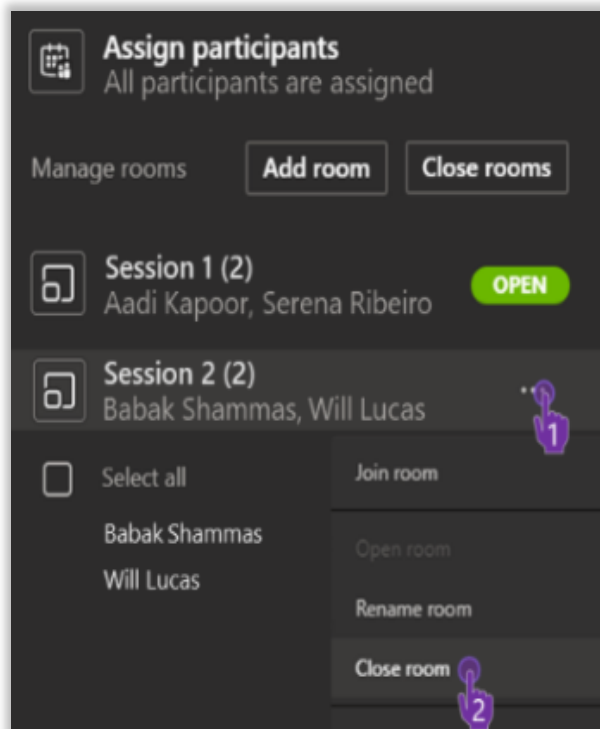 Assign participants
All participants are assigned
Manage rooms Add room Close rooms
Session 1 (2)
Aadi Kapoor, Serena Ribeiro OPEN
Session 2 (2)
Babak Shammas, Will Lucas
1
Select all
Babak Shammas
Will Lucas
Join room
Open room
Rename room
Close room
2